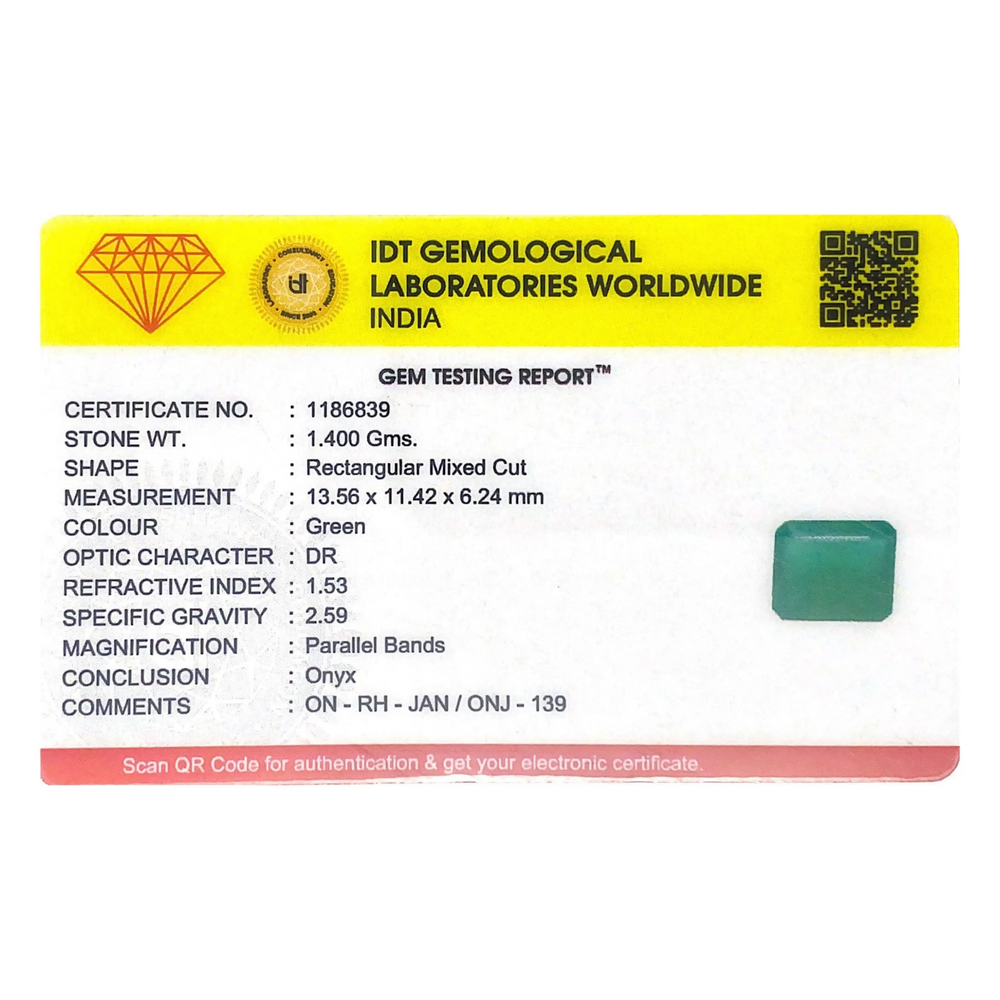 IDT GEMOLOGICAL
LABORATORIES WORLDWIDE
INDIA
CONSULTANCY
idt
SINCE
GEM TESTING REPORT™
CERTIFICATE NO. : 1186839
STONE WT. : 1.400 Gms.
SHAPE : Rectangular Mixed Cut
MEASUREMENT : 13.56 x 11.42 x 6.24 mm
COLOUR : Green
OPTIC CHARACTER : DR
REFRACTIVE INDEX : 1.53
SPECIFIC GRAVITY : 2.59
MAGNIFICATION : Parallel Bands
CONCLUSION : Onyx
COMMENTS : ON - RH - JAN / ONJ - 139
Scan QR Code for authentication & get your electronic certificate.